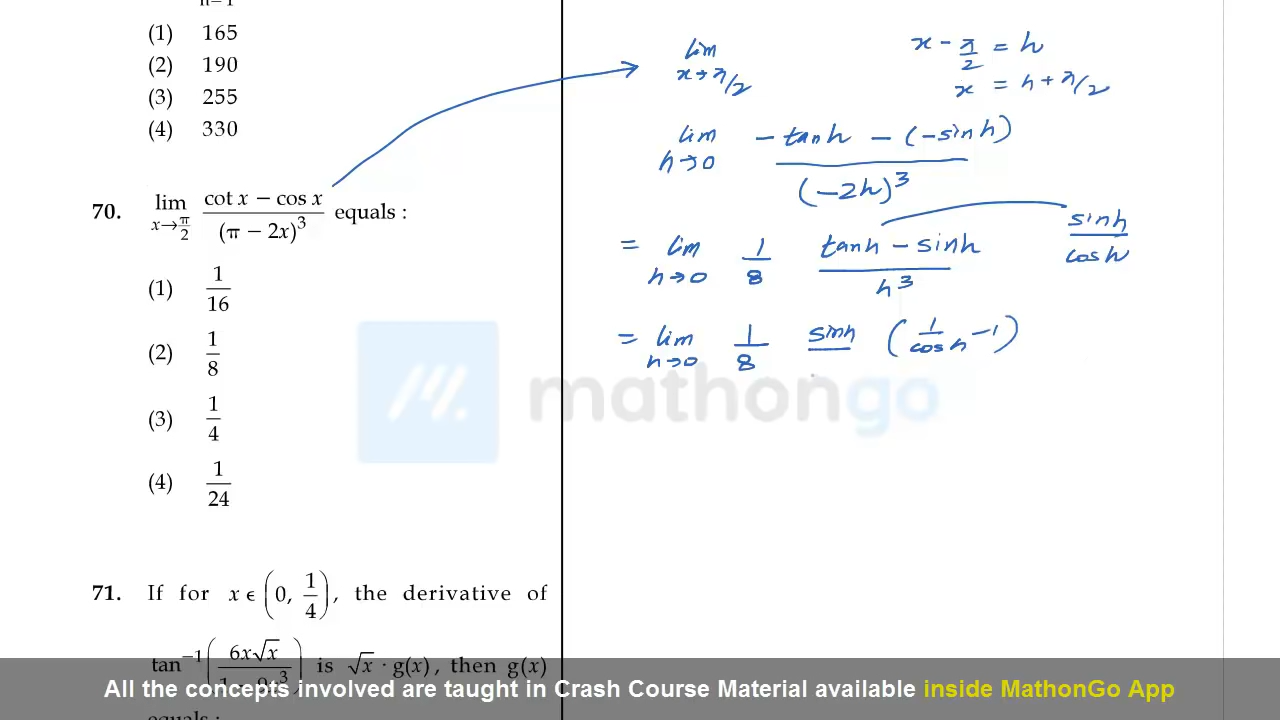 n=1
(1) 165
(2) 190
(3) 255
(4) 330
70. lim x→π/2 (cot x − cos x)/(π − 2x)³ equals :
(1) 1/16
(2) 1/8
(3) 1/4
(4) 1/24
71. If for x ϵ (0, 1/4), the derivative of
tan⁻¹(6x√x / 1 − 9x³) is √x · g(x), then g(x)
equals :
lim x→π/2
x − π/2 = h
x = h + π/2
lim h→0 (−tanh − (−sinh))/(−2h)³
= lim h→0 1/8 (tanh − sinh)/h³
sinh/cosh
= lim h→0 1/8 sinh (1/cosh − 1)
mathongo
All the concepts involved are taught in Crash Course Material available inside MathonGo App